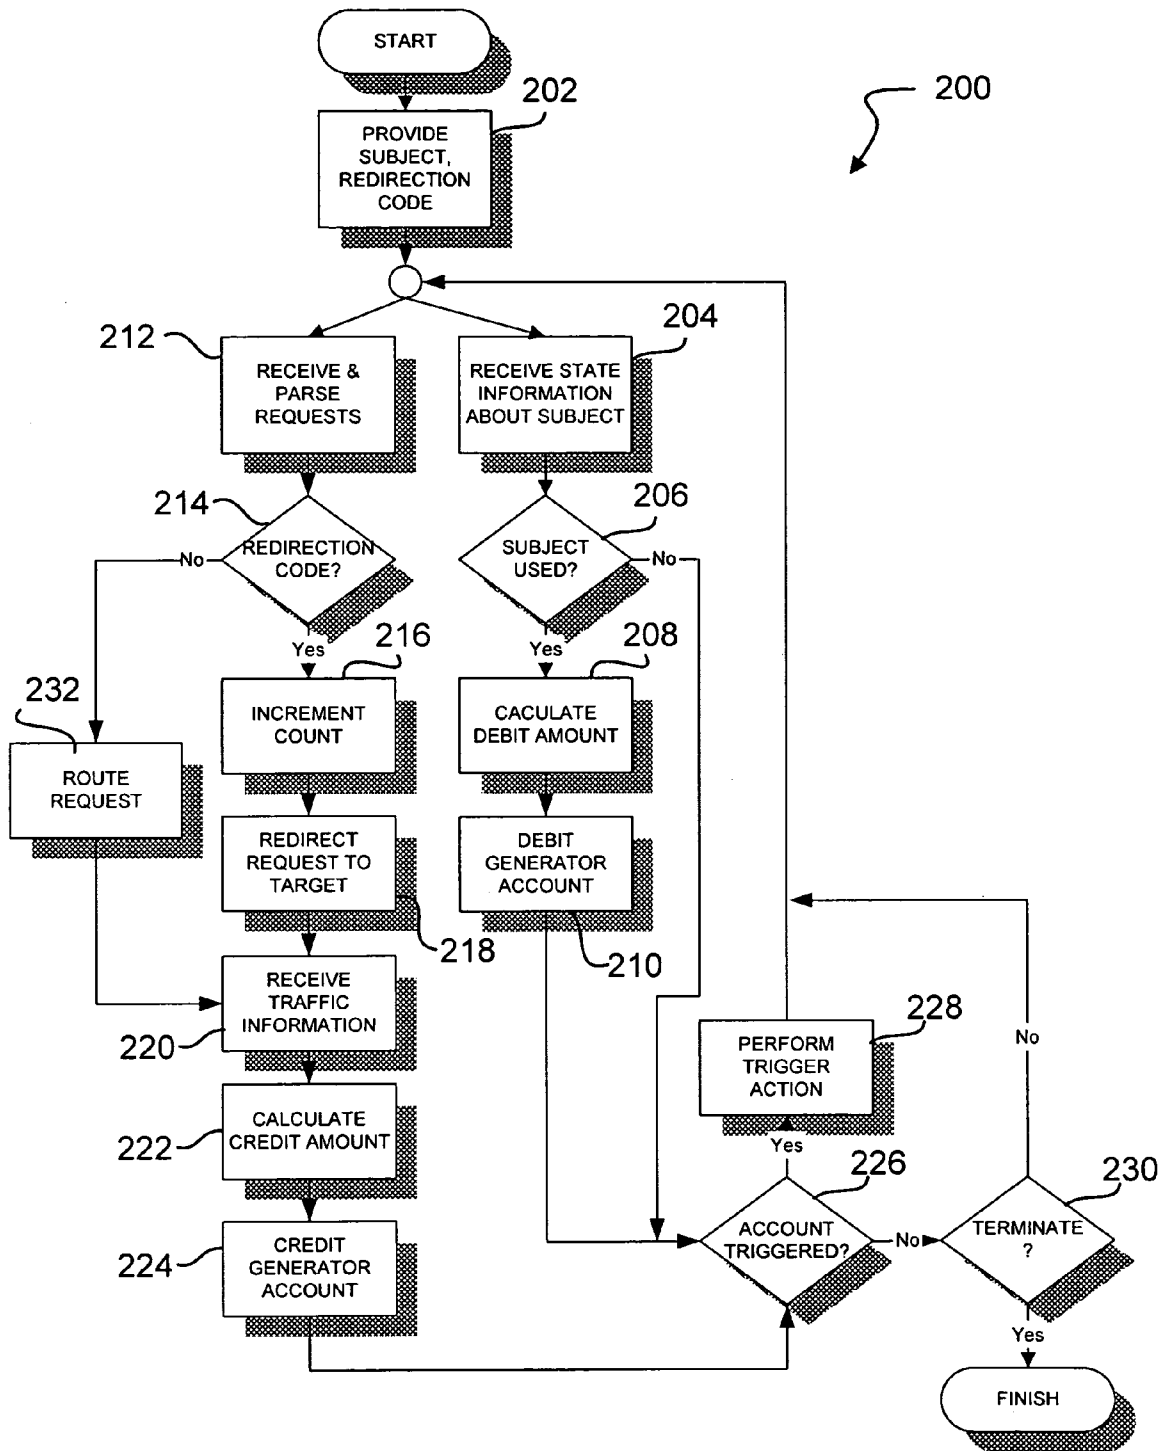 START
202
200
PROVIDE
SUBJECT,
REDIRECTION
CODE
212
204
RECEIVE &
PARSE
REQUESTS
RECEIVE STATE
INFORMATION
ABOUT SUBJECT
214
206
No
REDIRECTION
CODE?
SUBJECT
USED?
No
Yes
Yes
216
208
232
INCREMENT
COUNT
CACULATE
DEBIT AMOUNT
ROUTE
REQUEST
REDIRECT
REQUEST TO
TARGET
DEBIT
GENERATOR
ACCOUNT
218
210
RECEIVE
TRAFFIC
INFORMATION
220
228
PERFORM
TRIGGER
ACTION
No
CALCULATE
CREDIT AMOUNT
222
Yes
226
230
CREDIT
GENERATOR
ACCOUNT
224
ACCOUNT
TRIGGERED?
No
TERMINATE
?
Yes
FINISH